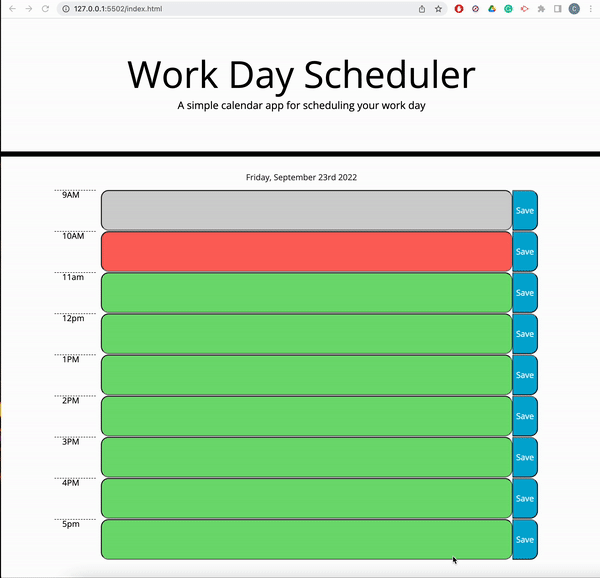 127.0.0.1:5502/index.html
C
Work Day Scheduler
A simple calendar app for scheduling your work day
Friday, September 23rd 2022
9AM
Save
10AM
Save
11am
Save
12pm
Save
1PM
Save
2PM
Save
3PM
Save
4PM
Save
5pm
Save